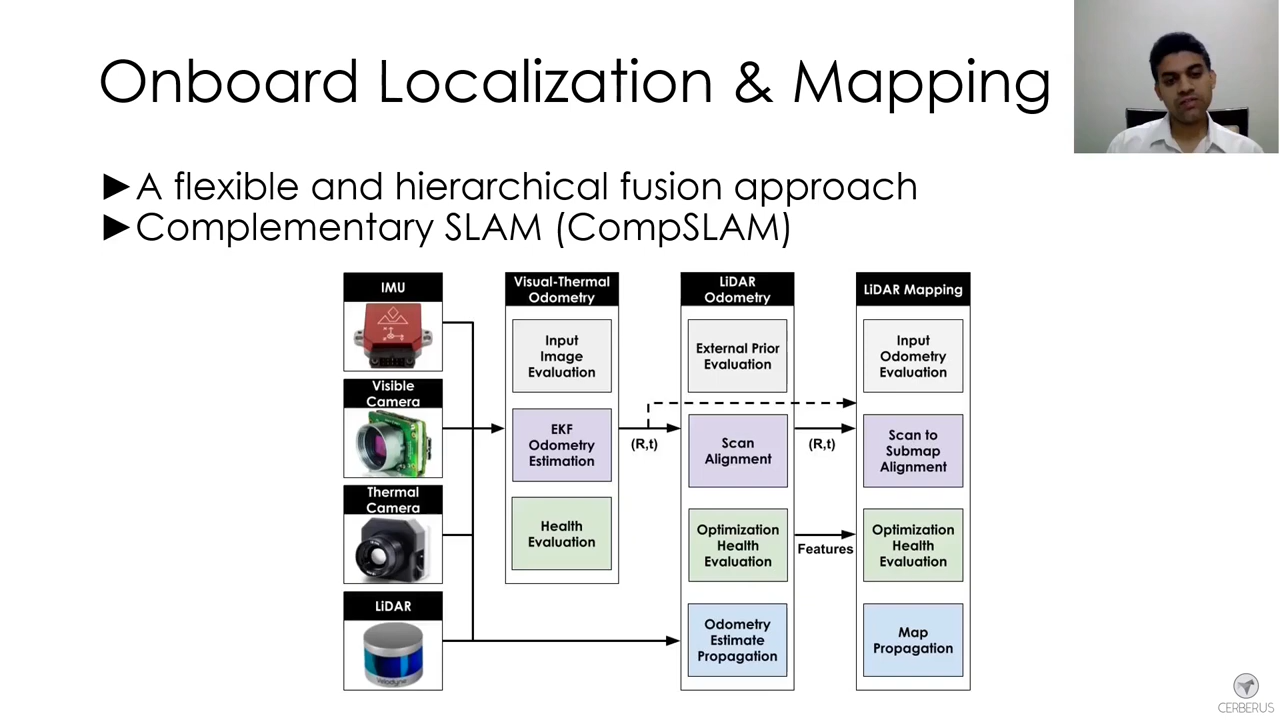 Onboard Localization & Mapping
►A flexible and hierarchical fusion approach
►Complementary SLAM (CompSLAM)
IMU
Visible
Camera
Thermal
Camera
LiDAR
Velodyne
Visual-Thermal
Odometry
Input
Image
Evaluation
EKF
Odometry
Estimation
Health
Evaluation
(R,t)
LiDAR
Odometry
External Prior
Evaluation
Scan
Alignment
Optimization
Health
Evaluation
Odometry
Estimate
Propagation
(R,t)
Features
LiDAR Mapping
Input
Odometry
Evaluation
Scan to
Submap
Alignment
Optimization
Health
Evaluation
Map
Propagation
CERBERUS